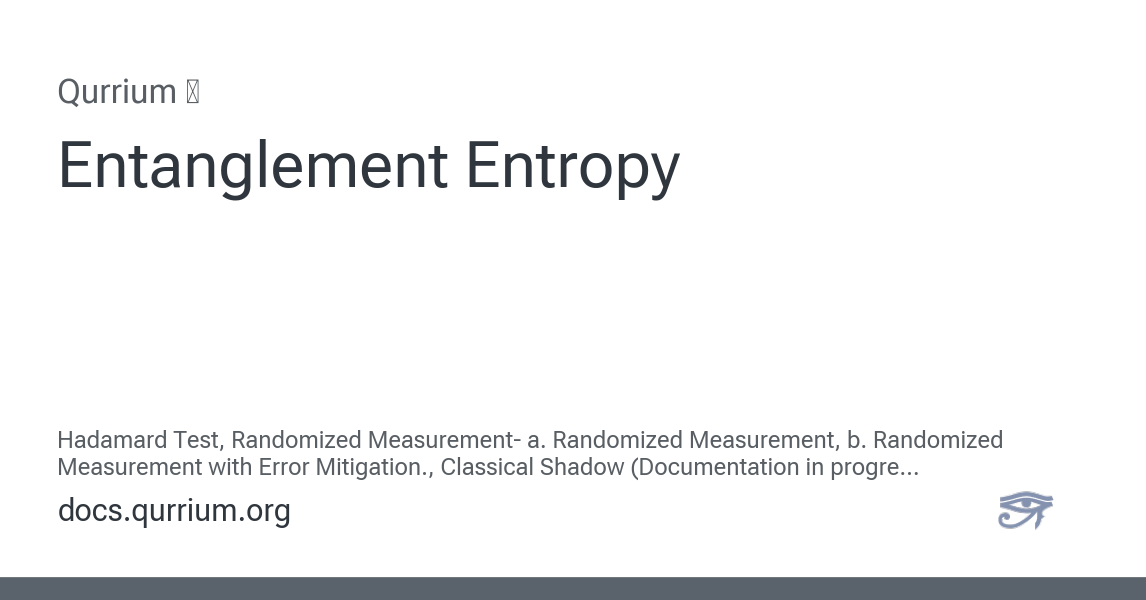 Qurrium
Entanglement Entropy
Hadamard Test, Randomized Measurement- a. Randomized Measurement, b. Randomized
Measurement with Error Mitigation., Classical Shadow (Documentation in progre...
docs.qurrium.org